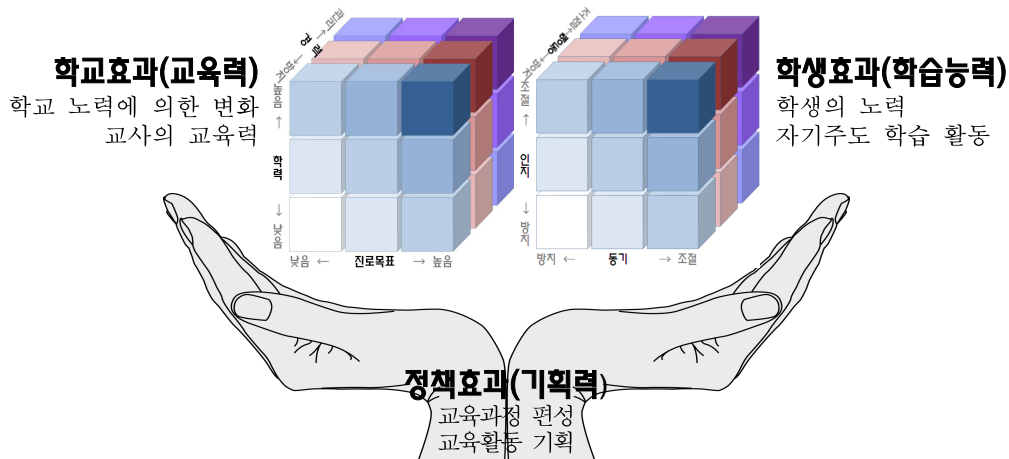 학교효과(교육력)
학교 노력에 의한 변화
교사의 교육력
높음 ↑
학력
↓ 낮음
낮음 ← 진로목표 → 높음
조절 ↑
인지
↓ 방지
방지 ← 동기 → 조절
학생효과(학습능력)
학생의 노력
자기주도 학습 활동
정책효과(기획력)
교육과정 편성
교육활동 기획